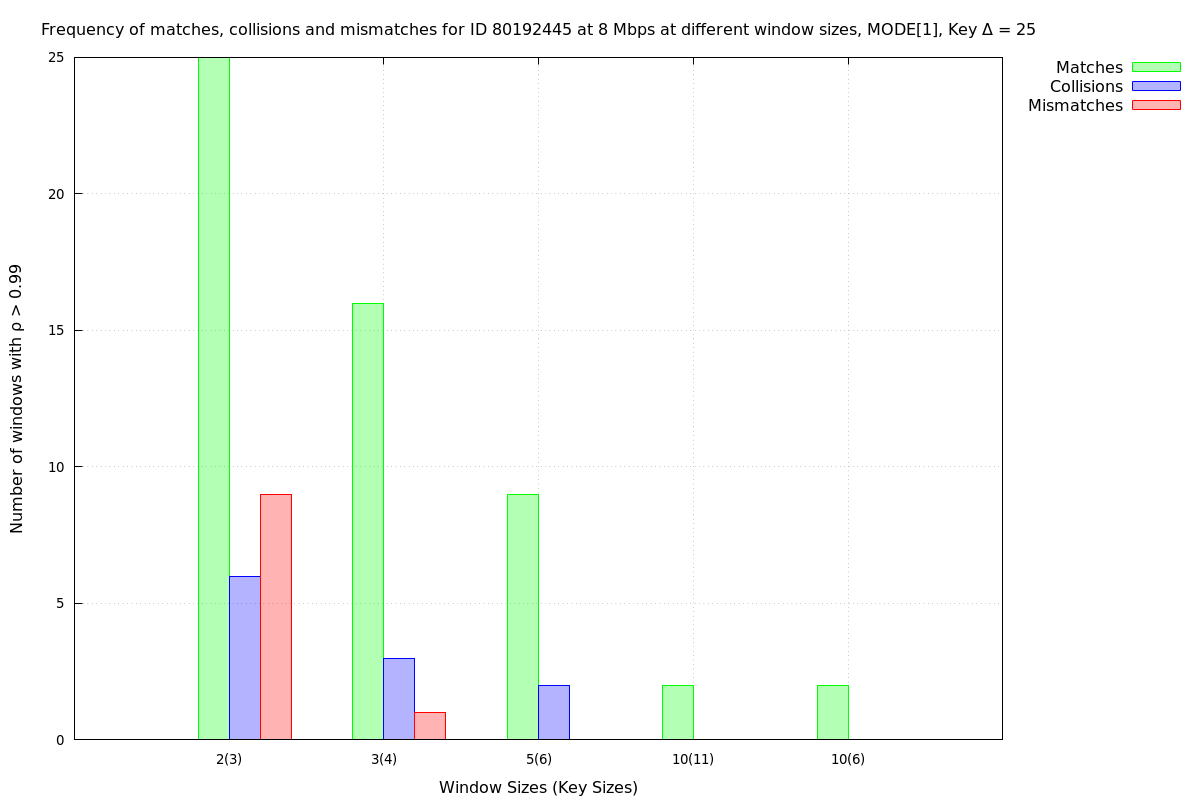 Frequency of matches, collisions and mismatches for ID 80192445 at 8 Mbps at different window sizes, MODE[1], Key Δ = 25
Matches
Collisions
Mismatches
Number of windows with ρ > 0.99
25
20
15
10
5
0
2(3) 3(4) 5(6) 10(11) 10(6)
Window Sizes (Key Sizes)